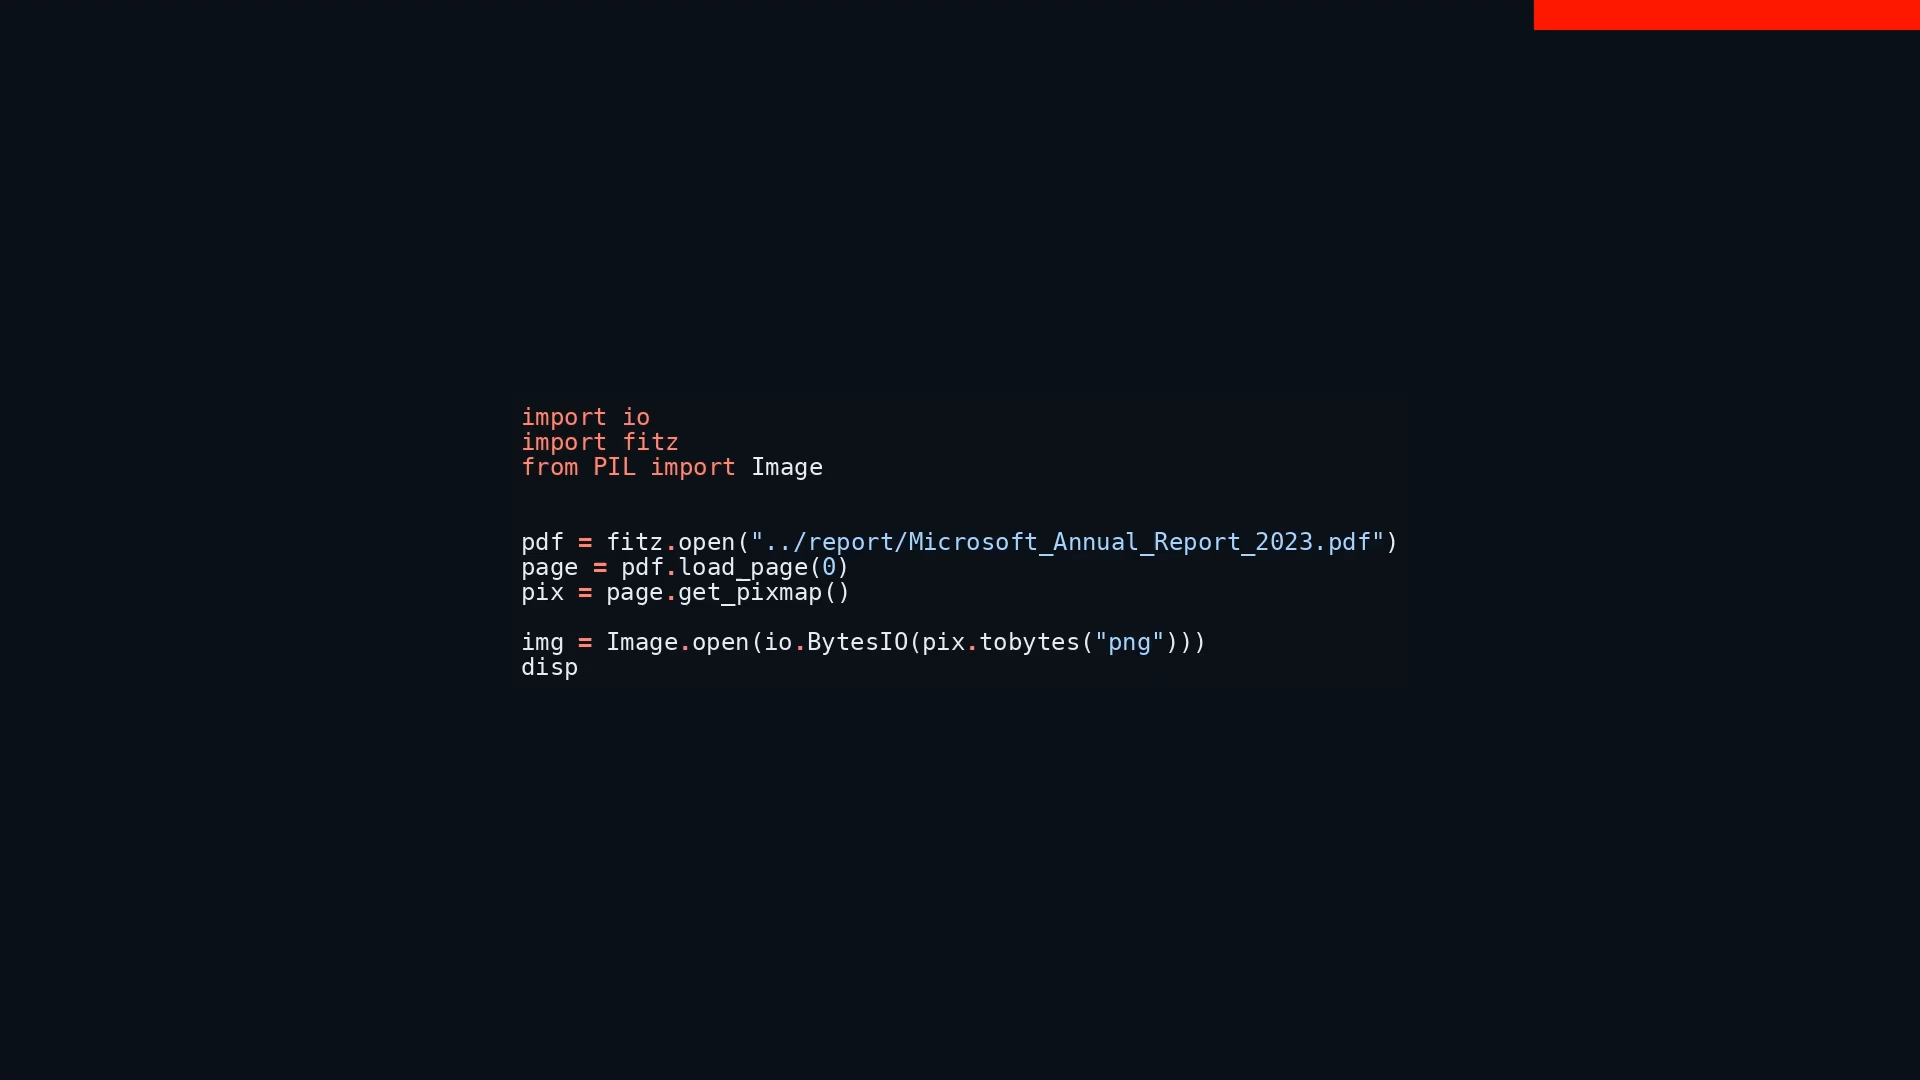 import io
import fitz
from PIL import Image
pdf = fitz.open("../report/Microsoft_Annual_Report_2023.pdf")
page = pdf.load_page(0)
pix = page.get_pixmap()
img = Image.open(io.BytesIO(pix.tobytes("png")))
disp